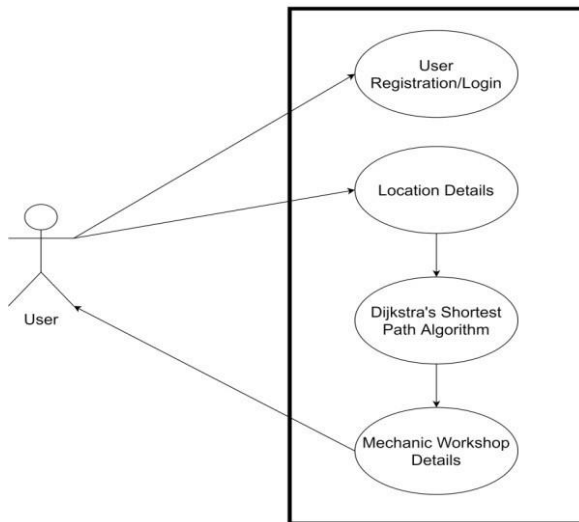 User
Registration/Login
Location Details
Dijkstra's Shortest
Path Algorithm
User
Mechanic Workshop
Details